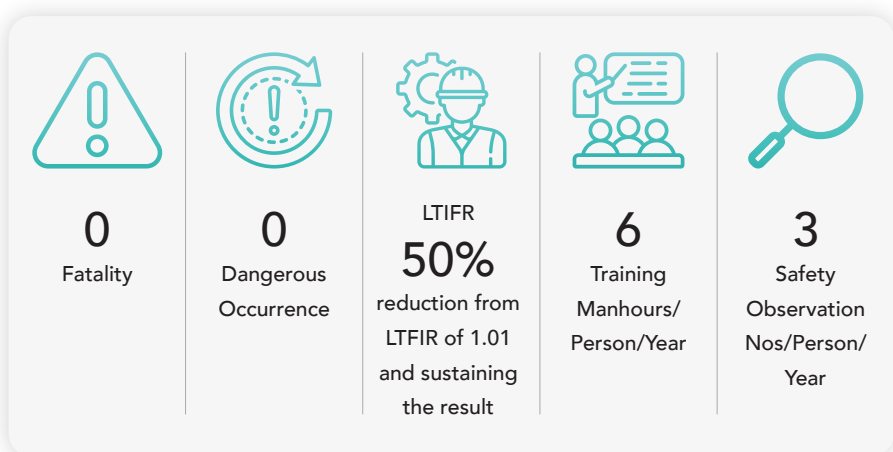 0
Fatality
0
Dangerous
Occurrence
LTIFR
50%
reduction from
LTFIR of 1.01
and sustaining
the result
6
Training
Manhours/
Person/Year
3
Safety
Observation
Nos/Person/
Year